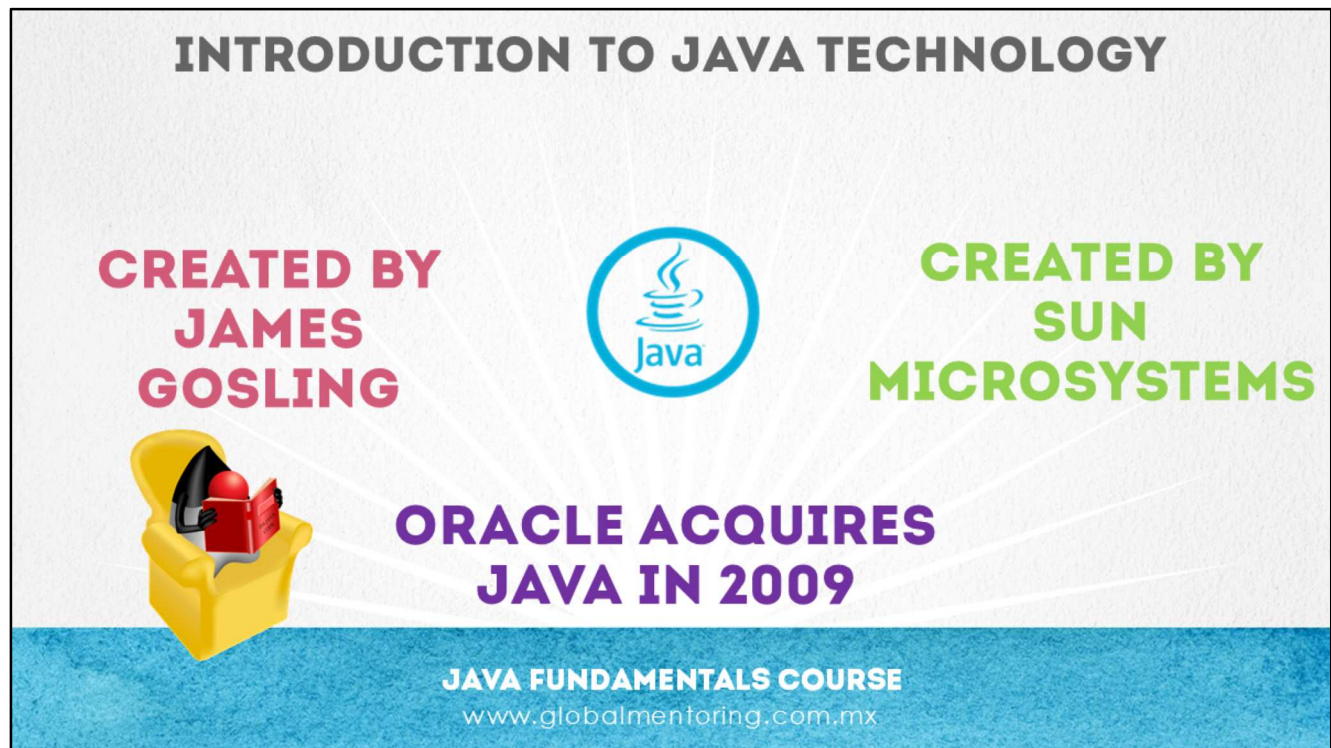 INTRODUCTION TO JAVA TECHNOLOGY
CREATED BY
JAMES
GOSLING
Java
CREATED BY
SUN
MICROSYSTEMS
ORACLE ACQUIRES
JAVA IN 2009
JAVA FUNDAMENTALS COURSE
www.globalmentoring.com.mx